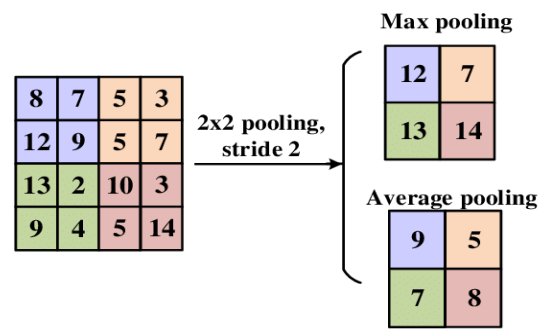 Max pooling
12 7
13 14
8 7 5 3
12 9 5 7
13 2 10 3
9 4 5 14
2x2 pooling,
stride 2
Average pooling
9 5
7 8